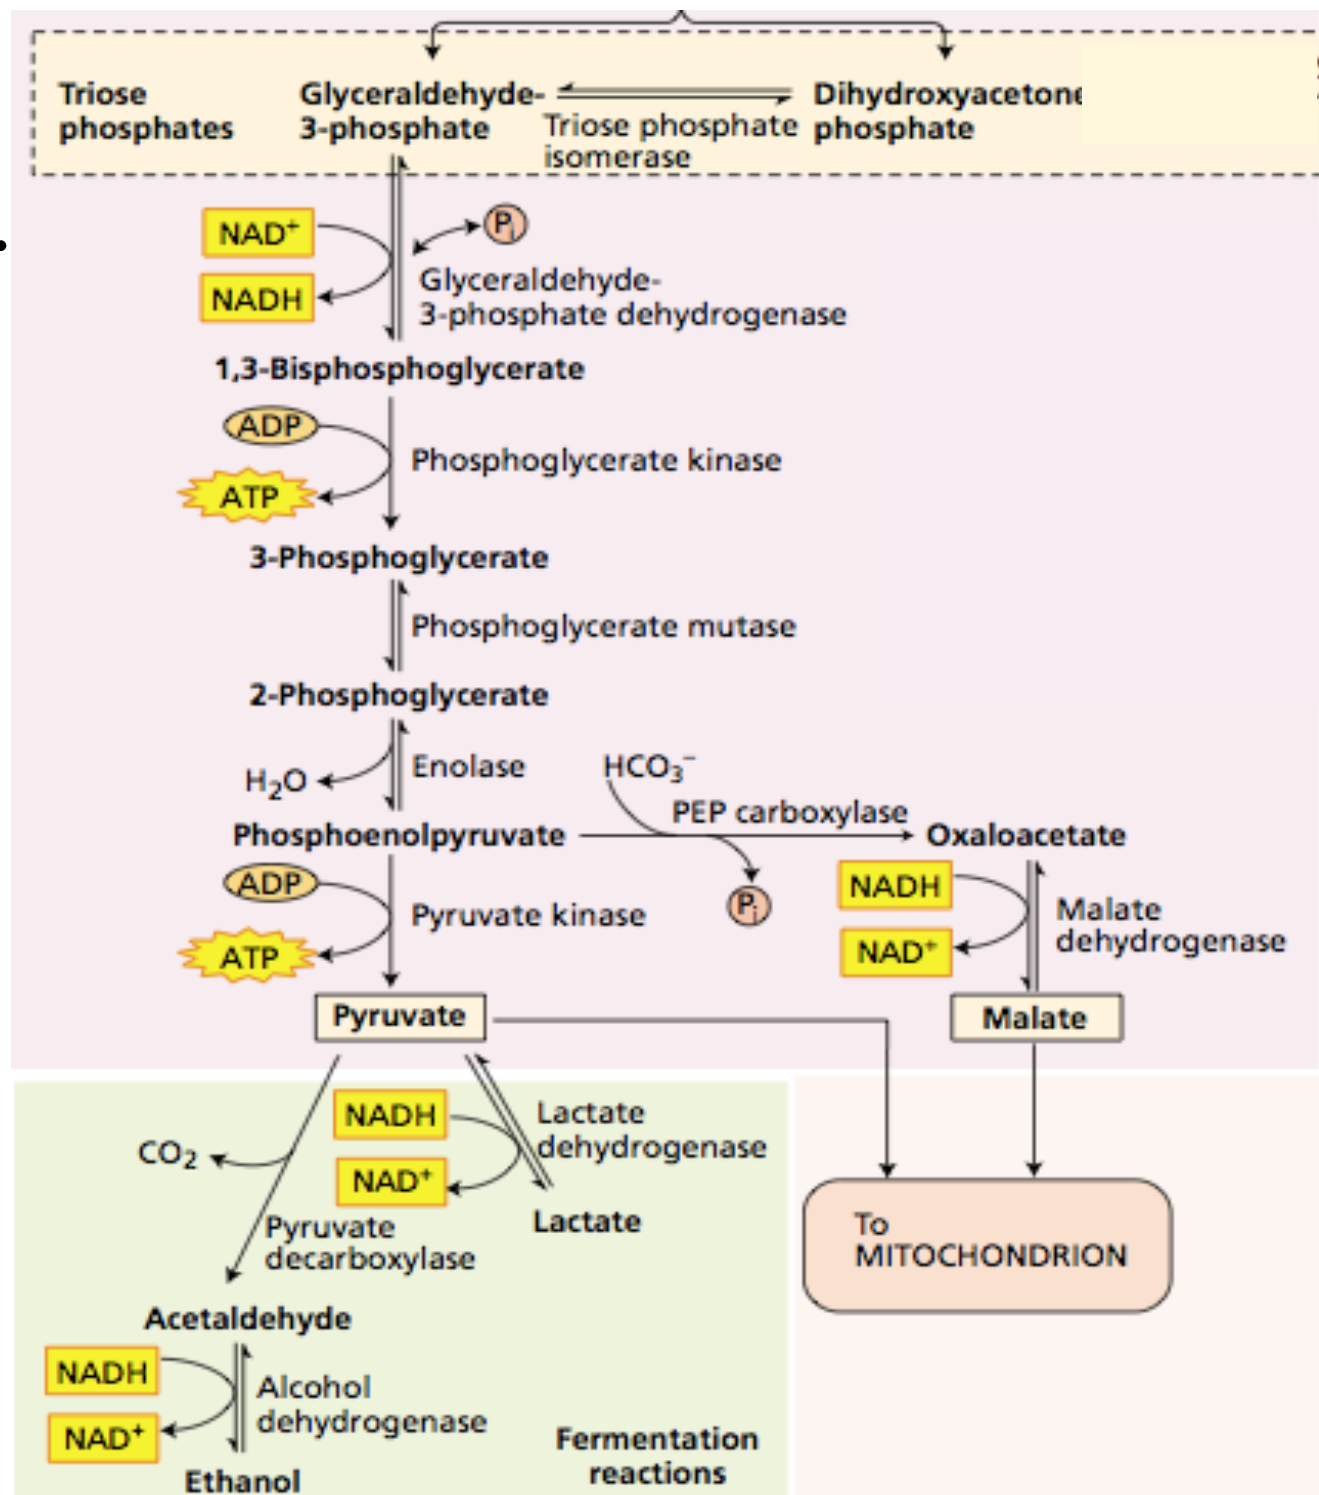 Triose
phosphates
Glyceraldehyde-
3-phosphate
Triose phosphate
isomerase
Dihydroxyacetone
phosphate
NAD⁺
NADH
Pᵢ
Glyceraldehyde-
3-phosphate dehydrogenase
1,3-Bisphosphoglycerate
ADP
ATP
Phosphoglycerate kinase
3-Phosphoglycerate
Phosphoglycerate mutase
2-Phosphoglycerate
H₂O
Enolase
HCO₃⁻
PEP carboxylase
Phosphoenolpyruvate
Oxaloacetate
ADP
ATP
Pyruvate kinase
Pᵢ
NADH
NAD⁺
Malate
dehydrogenase
Pyruvate
Malate
CO₂
NADH
NAD⁺
Lactate
dehydrogenase
Lactate
Pyruvate
decarboxylase
To
MITOCHONDRION
Acetaldehyde
NADH
NAD⁺
Alcohol
dehydrogenase
Ethanol
Fermentation
reactions